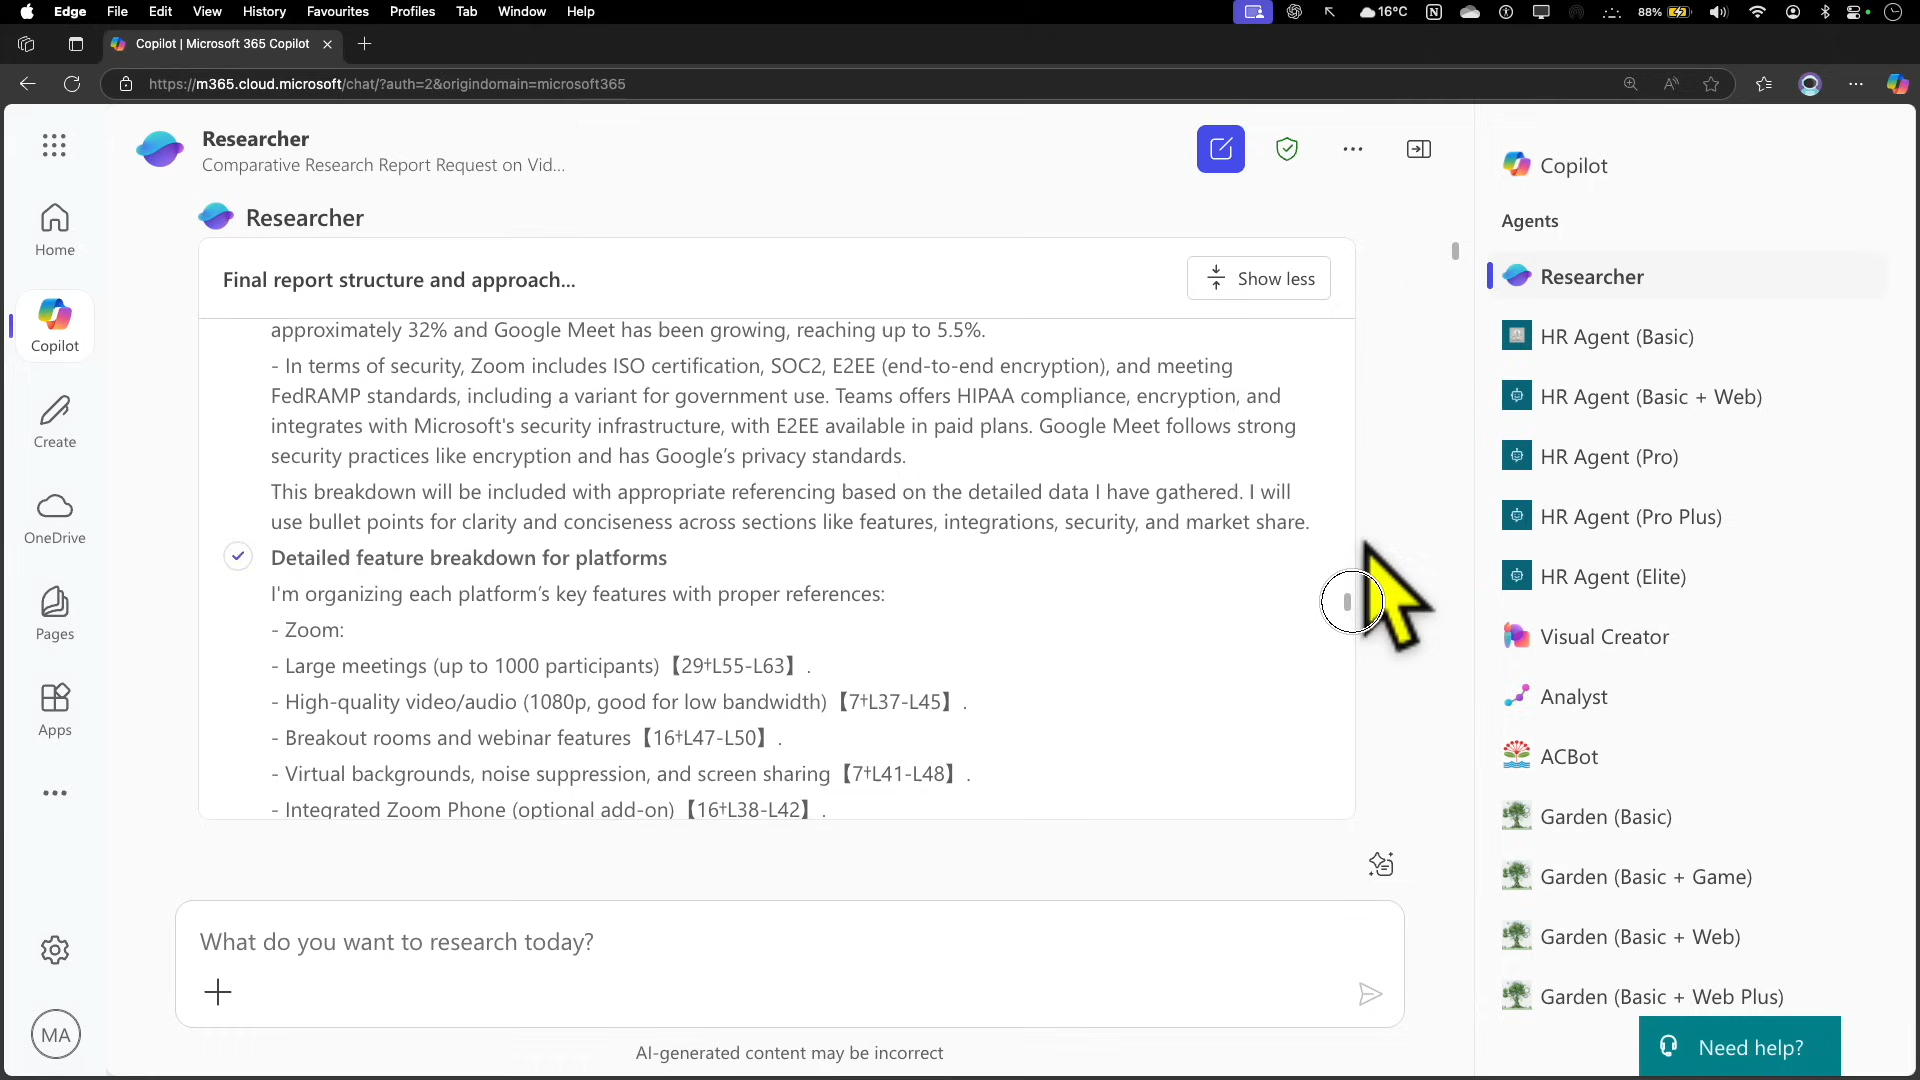 Edge File Edit View History Favourites Profiles Tab Window Help
16°C 88%
Copilot | Microsoft 365 Copilot
https://m365.cloud.microsoft/chat/?auth=2&origindomain=microsoft365
Home
Copilot
Create
OneDrive
Pages
Apps
MA
Researcher
Comparative Research Report Request on Vid...
Researcher
Final report structure and approach...
Show less
approximately 32% and Google Meet has been growing, reaching up to 5.5%.
- In terms of security, Zoom includes ISO certification, SOC2, E2EE (end-to-end encryption), and meeting
FedRAMP standards, including a variant for government use. Teams offers HIPAA compliance, encryption, and
integrates with Microsoft's security infrastructure, with E2EE available in paid plans. Google Meet follows strong
security practices like encryption and has Google’s privacy standards.
This breakdown will be included with appropriate referencing based on the detailed data I have gathered. I will
use bullet points for clarity and conciseness across sections like features, integrations, security, and market share.
Detailed feature breakdown for platforms
I'm organizing each platform’s key features with proper references:
- Zoom:
- Large meetings (up to 1000 participants)【29†L55-L63】.
- High-quality video/audio (1080p, good for low bandwidth)【7†L37-L45】.
- Breakout rooms and webinar features【16†L47-L50】.
- Virtual backgrounds, noise suppression, and screen sharing【7†L41-L48】.
- Integrated Zoom Phone (optional add-on)【16†L38-L42】.
What do you want to research today?
AI-generated content may be incorrect
Copilot
Agents
Researcher
HR Agent (Basic)
HR Agent (Basic + Web)
HR Agent (Pro)
HR Agent (Pro Plus)
HR Agent (Elite)
Visual Creator
Analyst
ACBot
Garden (Basic)
Garden (Basic + Game)
Garden (Basic + Web)
Garden (Basic + Web Plus)
Need help?